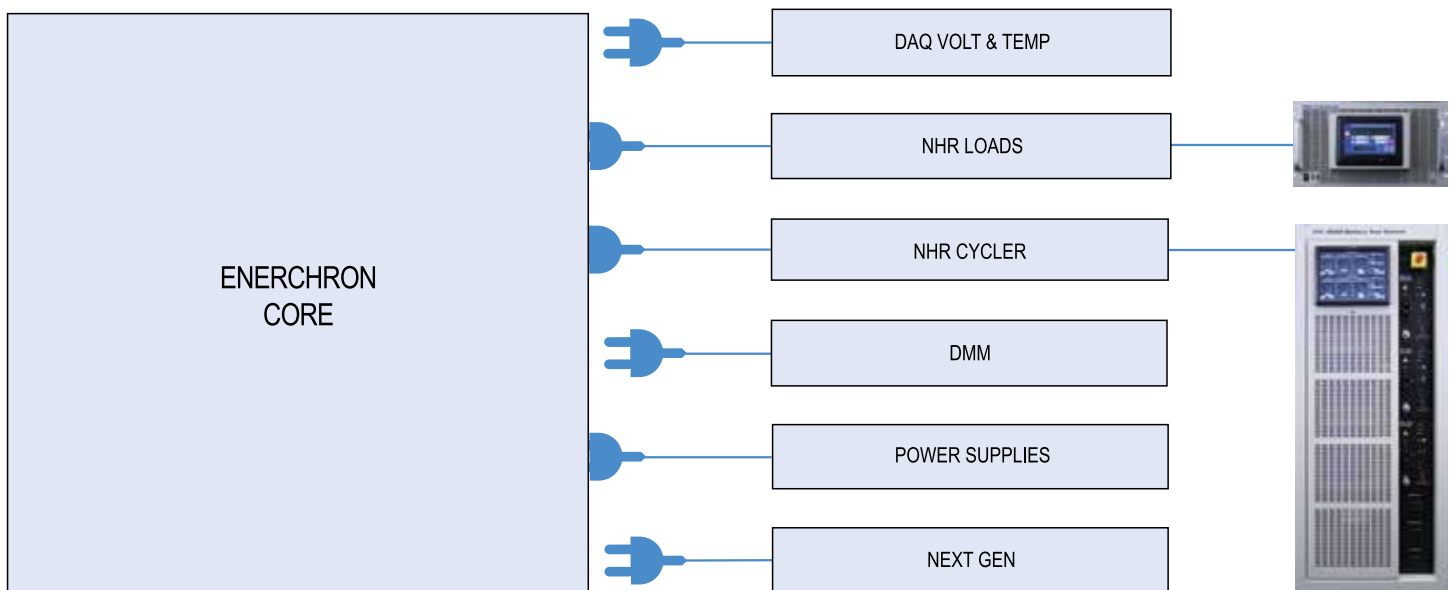 ENERCHRON
CORE
DAQ VOLT & TEMP
NHR LOADS
NHR CYCLER
DMM
POWER SUPPLIES
NEXT GEN